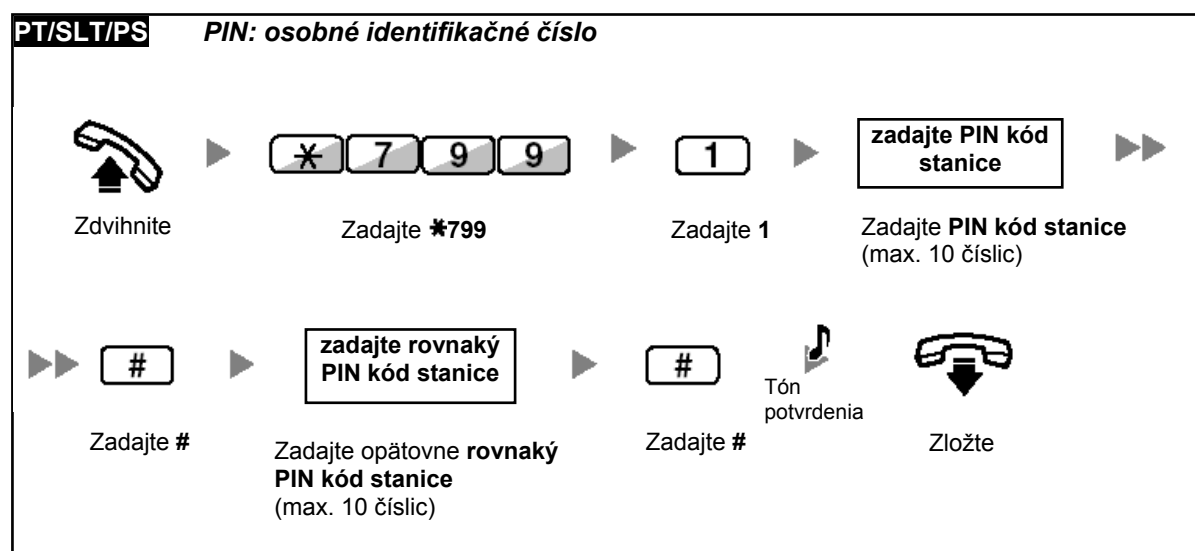 PT/SLT/PS PIN: osobné identifikačné číslo
* 7 9 9
1
zadajte PIN kód
stanice
Zdvihnite
Zadajte *799
Zadajte 1
Zadajte PIN kód stanice
(max. 10 číslic)
#
zadajte rovnaký
PIN kód stanice
#
Tón
potvrdenia
Zadajte #
Zadajte opätovne rovnaký
PIN kód stanice
(max. 10 číslic)
Zadajte #
Zložte